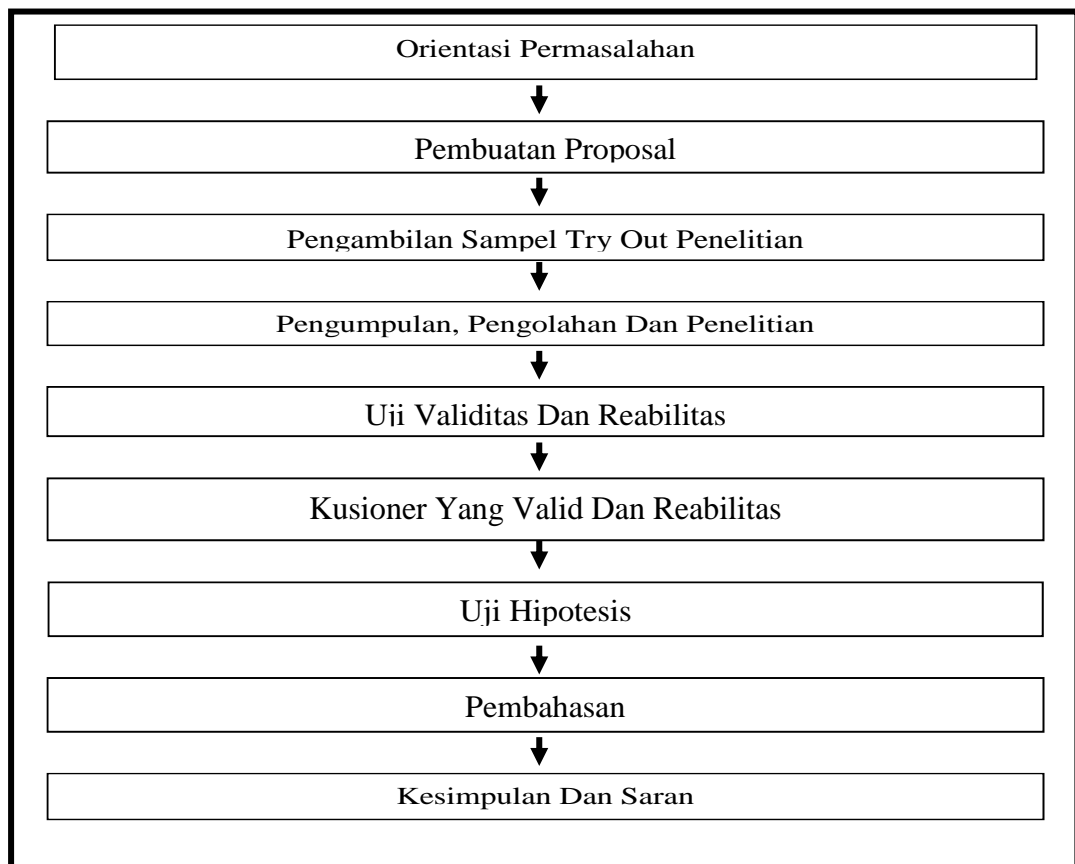 Orientasi Permasalahan
Pembuatan Proposal
Pengambilan Sampel Try Out Penelitian
Pengumpulan, Pengolahan Dan Penelitian
Uji Validitas Dan Reabilitas
Kusioner Yang Valid Dan Reabilitas
Uji Hipotesis
Pembahasan
Kesimpulan Dan Saran